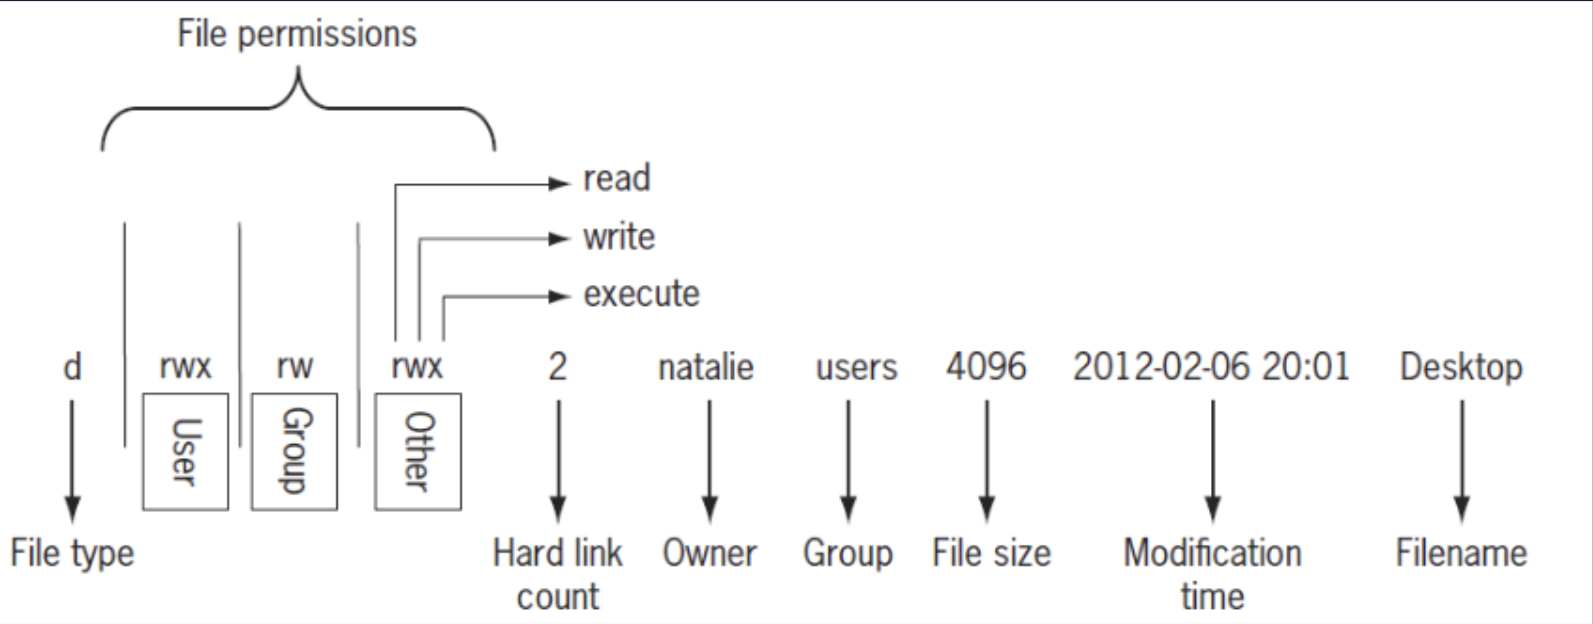 File permissions
read
write
execute
d rwx rw rwx 2 natalie users 4096 2012-02-06 20:01 Desktop
User Group Other
File type Hard link count Owner Group File size Modification time Filename